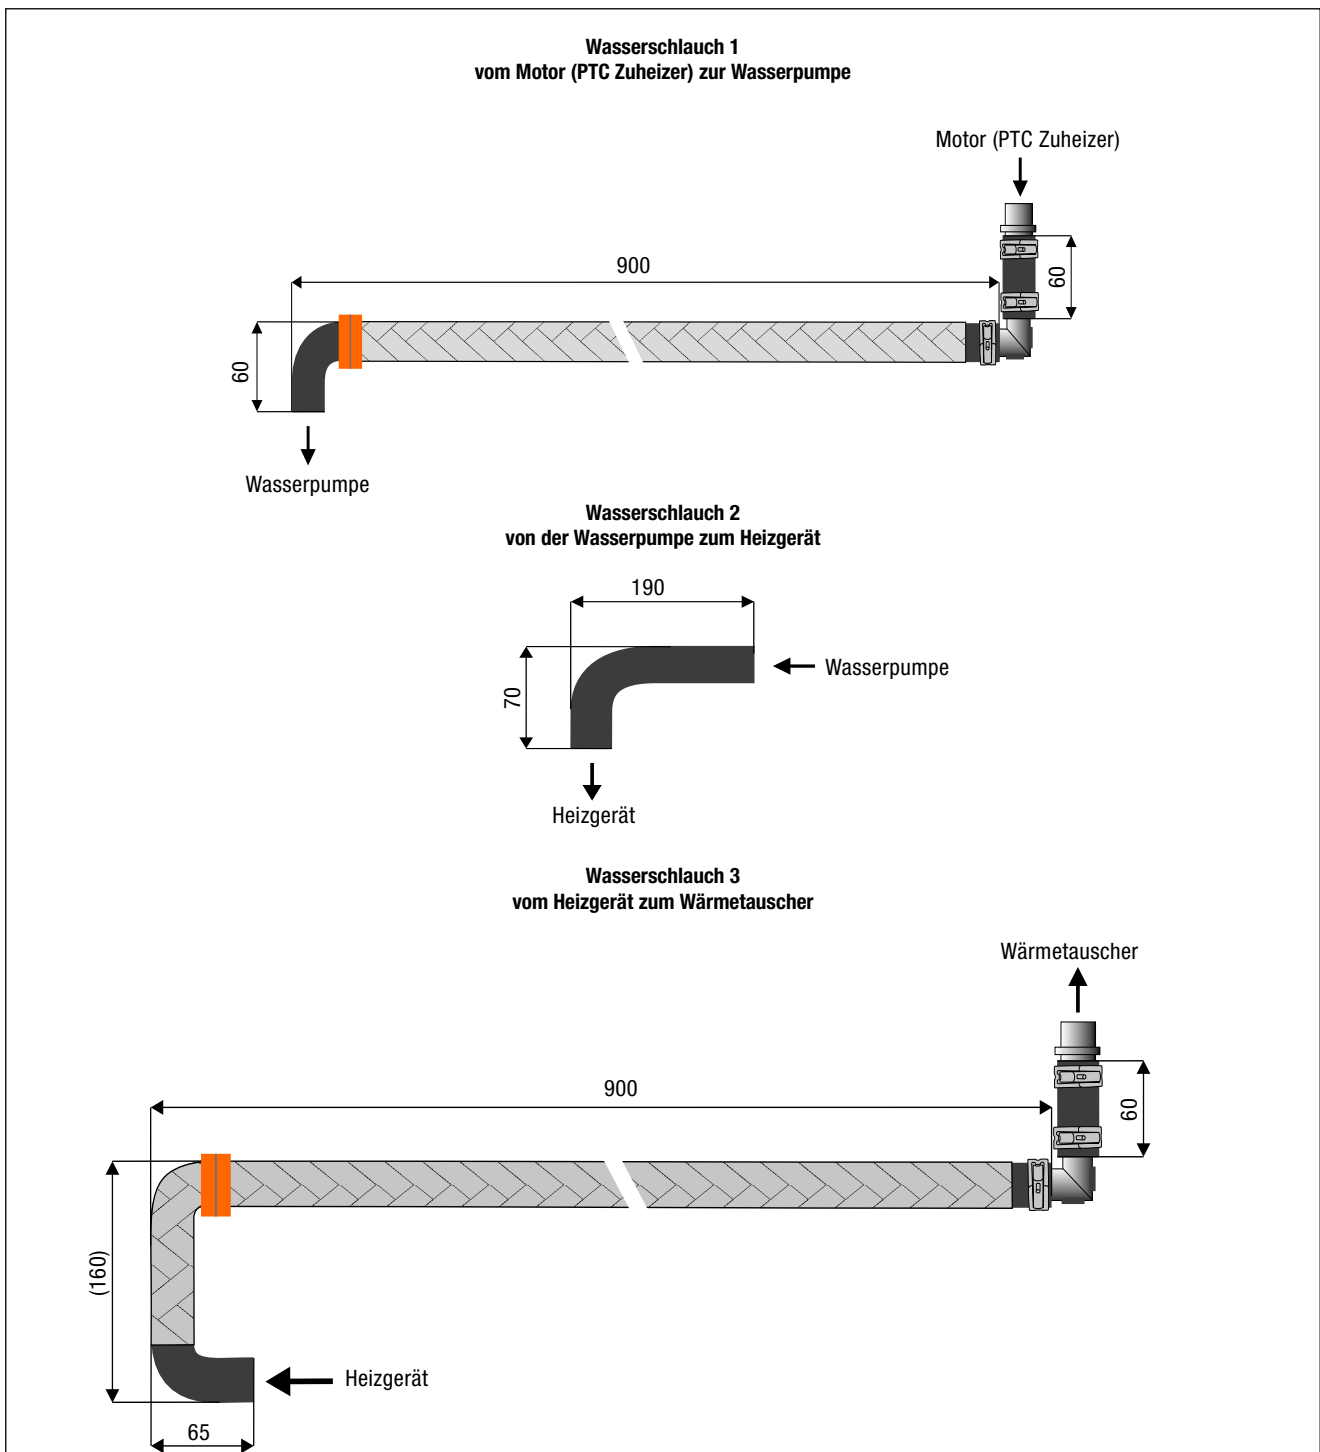 Wasserschlauch 1
vom Motor (PTC Zuheizer) zur Wasserpumpe
Motor (PTC Zuheizer)
900
60
60
Wasserpumpe
Wasserschlauch 2
von der Wasserpumpe zum Heizgerät
190
Wasserpumpe
70
Heizgerät
Wasserschlauch 3
vom Heizgerät zum Wärmetauscher
Wärmetauscher
900
60
(160)
Heizgerät
65